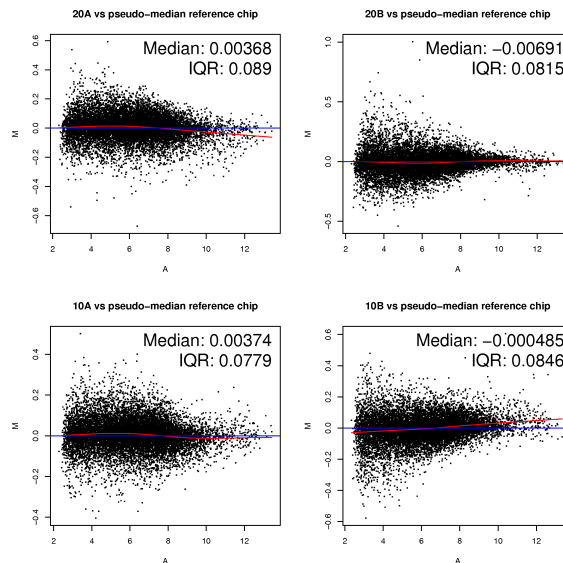 20A vs pseudo−median reference chip
Median: 0.00368
IQR: 0.089
0.6
0.4
0.2
0.0
−0.2
−0.4
−0.6
M
2 4 6 8 10 12
A
20B vs pseudo−median reference chip
Median: −0.00691
IQR: 0.0815
1.0
0.5
0.0
−0.5
M
2 4 6 8 10 12
A
10A vs pseudo−median reference chip
Median: 0.00374
IQR: 0.0779
0.4
0.2
0.0
−0.2
−0.4
M
2 4 6 8 10 12
A
10B vs pseudo−median reference chip
Median: −0.000485
IQR: 0.0846
0.6
0.4
0.2
0.0
−0.2
−0.4
−0.6
M
2 4 6 8 10 12
A